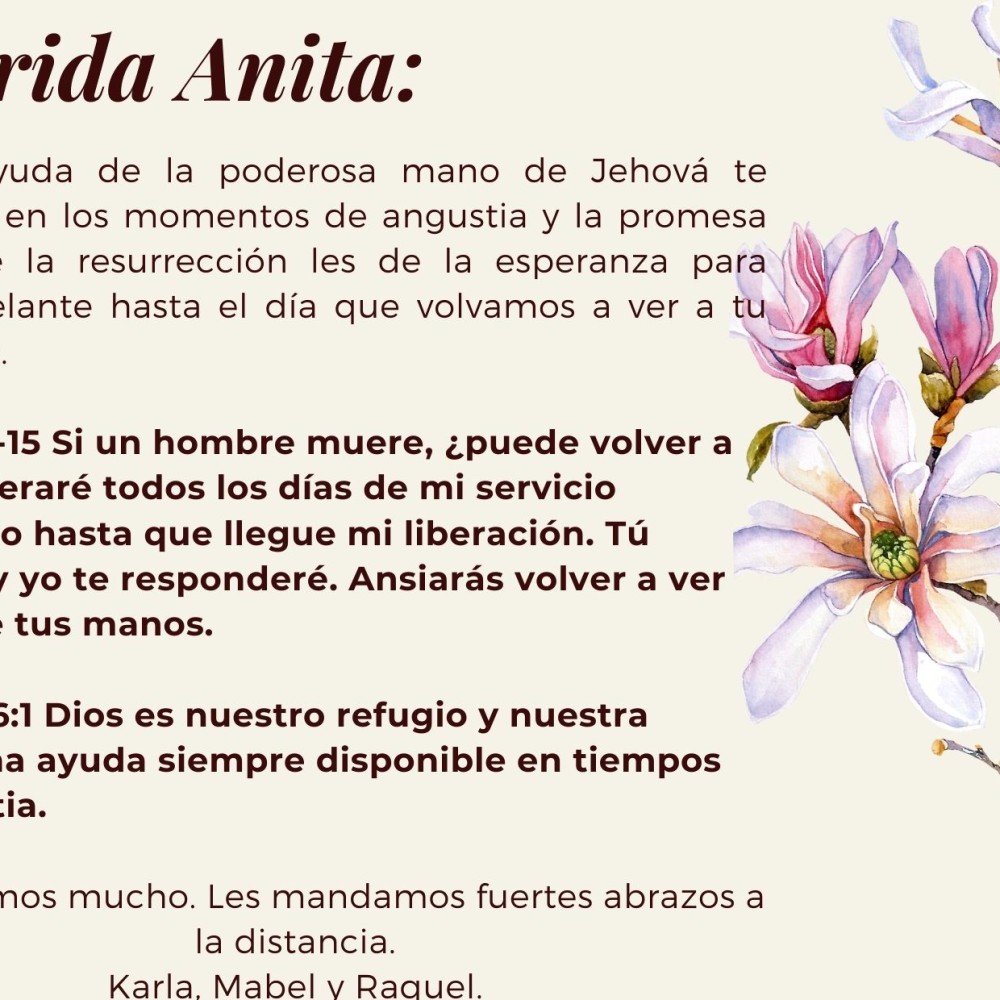 rida Anita:
yuda de la poderosa mano de Jehová te
en los momentos de angustia y la promesa
e la resurrección les de la esperanza para
elante hasta el día que volvamos a ver a tu
.
-15 Si un hombre muere, ¿puede volver a
eraré todos los días de mi servicio
o hasta que llegue mi liberación. Tú
y yo te responderé. Ansiarás volver a ver
e tus manos.
6:1 Dios es nuestro refugio y nuestra
na ayuda siempre disponible en tiempos
tia.
mos mucho. Les mandamos fuertes abrazos a
la distancia.
Karla, Mabel y Raquel.